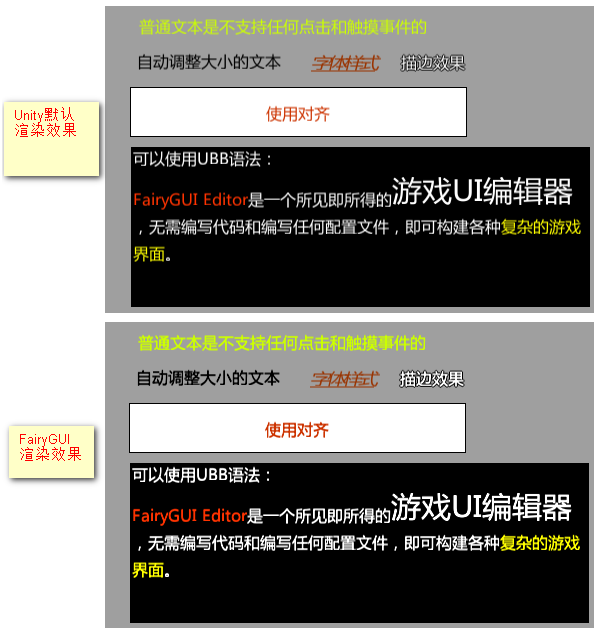 普通文本是不支持任何点击和触摸事件的
自动调整大小的文本 字体样式 描边效果
Unity默认
渲染效果
使用对齐
可以使用UBB语法：
FairyGUI Editor是一个所见即所得的游戏UI编辑器
，无需编写代码和编写任何配置文件，即可构建各种复杂的游戏
界面。
普通文本是不支持任何点击和触摸事件的
自动调整大小的文本 字体样式 描边效果
FairyGUI
渲染效果
使用对齐
可以使用UBB语法：
FairyGUI Editor是一个所见即所得的游戏UI编辑器
，无需编写代码和编写任何配置文件，即可构建各种复杂的游戏
界面。